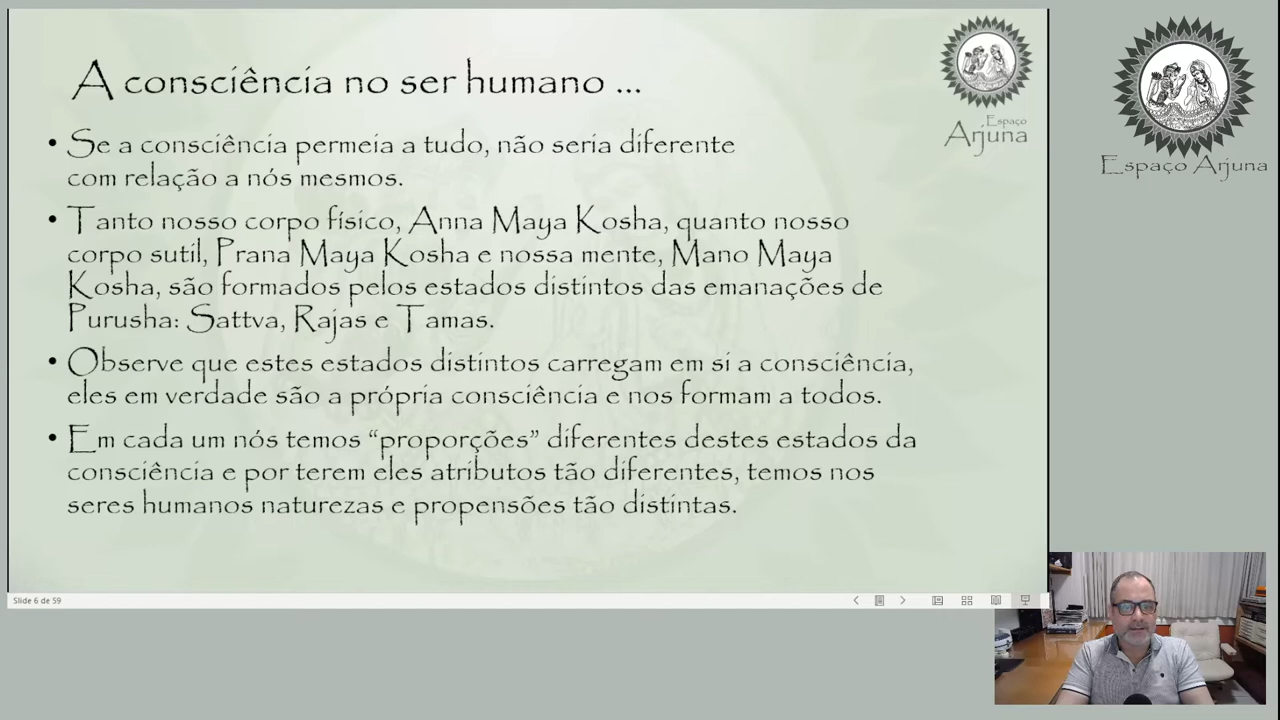 A consciência no ser humano ...
Espaço
Arjuna
Espaço Arjuna
• Se a consciência permeia a tudo, não seria diferente
com relação a nós mesmos.
• Tanto nosso corpo físico, Anna Maya Kosha, quanto nosso
corpo sutil, Prana Maya Kosha e nossa mente, Mano Maya
Kosha, são formados pelos estados distintos das emanações de
Purusha: Sattva, Rajas e Tamas.
• Observe que estes estados distintos carregam em si a consciência,
eles em verdade são a própria consciência e nos formam a todos.
• Em cada um nós temos “proporções” diferentes destes estados da
consciência e por terem eles atributos tão diferentes, temos nos
seres humanos naturezas e propensões tão distintas.
Slide 6 de 59